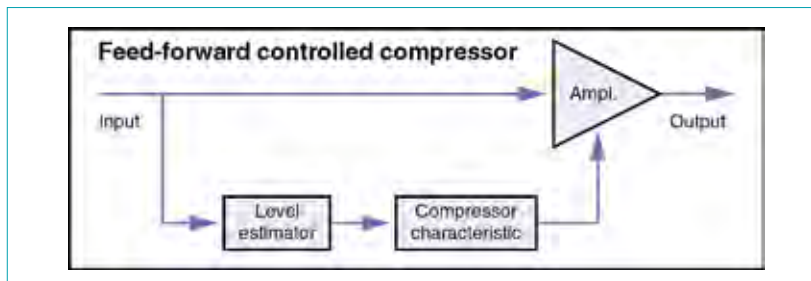 Feed-forward controlled compressor
Ampl.
Input
Output
Level
estimator
Compressor
characteristic